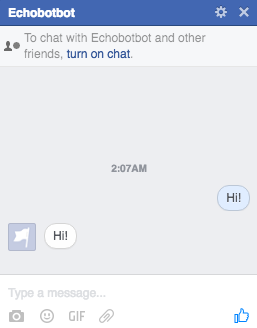 Echobotbot
To chat with Echobotbot and other
friends, turn on chat.
2:07AM
Hi!
Hi!
Type a message...
GIF